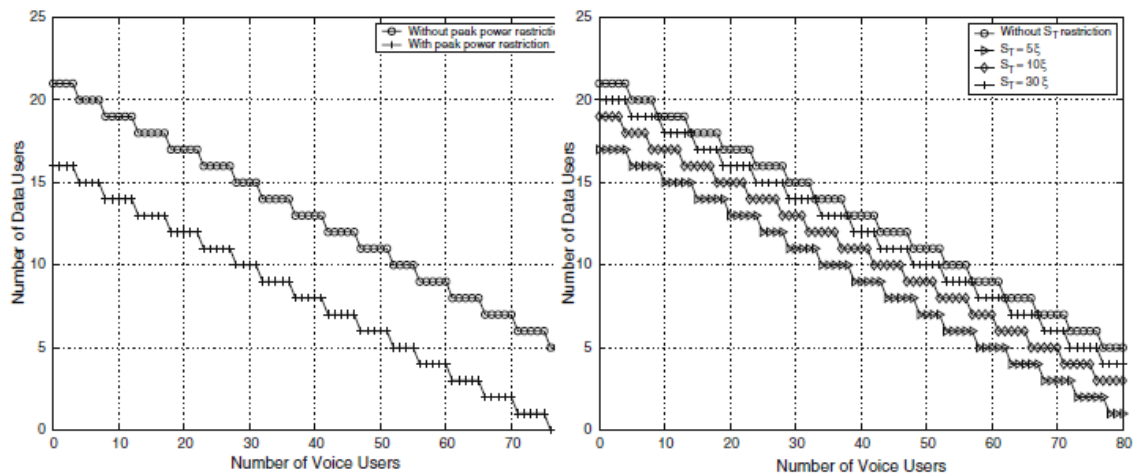 25
20
15
10
5
0
Number of Data Users
0 10 20 30 40 50 60 70
Number of Voice Users
Without peak power restrictio
With peak power restriction
25
20
15
10
5
0
Number of Data Users
0 10 20 30 40 50 60 70 80
Number of Voice Users
Without S_T restriction
S_T = 5ξ
S_T = 10ξ
S_T = 30 ξ